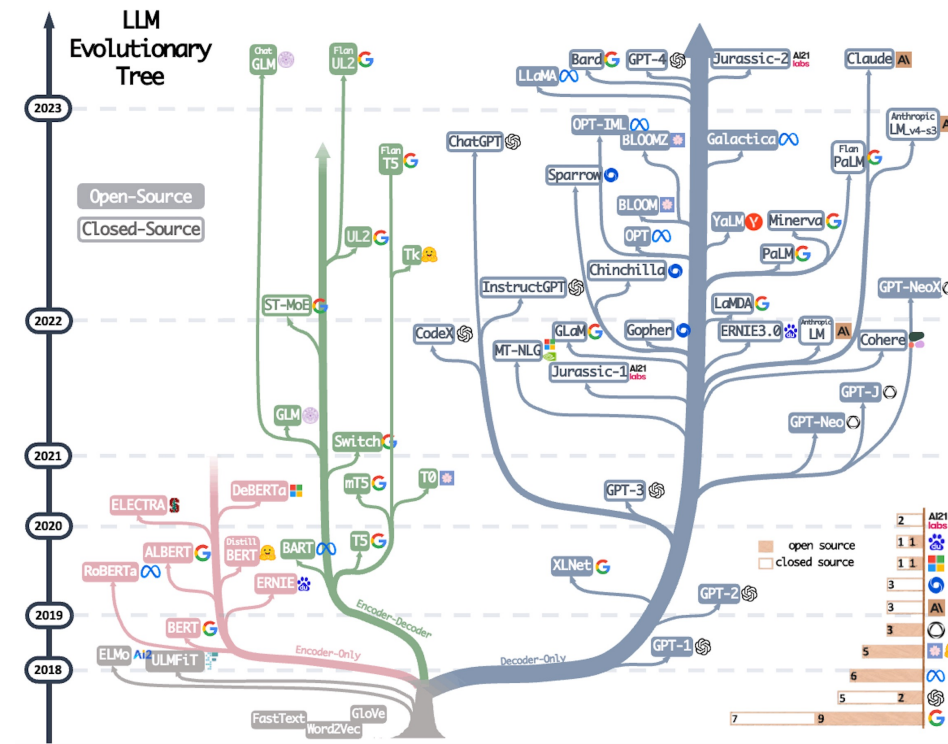 LLM
Evolutionary
Tree
2023
2022
2021
2020
2019
2018
Open-Source
Closed-Source
Chat
GLM
Flan
UL2
Flan
T5
UL2
Tk
ST-MoE
GLM
Switch
mT5
T0
T5
BART
Encoder-Decoder
ELECTRA
DeBERTa
ALBERT
Distill
BERT
RoBERTa
ERNIE
BERT
Encoder-Only
ELMo
Ai2
ULMFiT
FastText
GloVe
Word2Vec
Bard
GPT-4
Jurassic-2
AI21
labs
Claude
A\
LLaMA
Anthropic
LM_v4-s3
OPT-IML
BLOOMZ
Galactica
ChatGPT
Flan
PaLM
Sparrow
BLOOM
YaLM
Minerva
OPT
PaLM
Chinchilla
InstructGPT
GPT-NeoX
LaMDA
CodeX
GLaM
Gopher
ERNIE3.0
Anthropic
LM
A\
Cohere
MT-NLG
Jurassic-1
AI21
labs
GPT-J
GPT-Neo
GPT-3
XLNet
GPT-2
GPT-1
Decoder-Only
open source
closed source
2
AI21
labs
1 1
1 1
3
3
A\
3
5
6
5 2
7 9